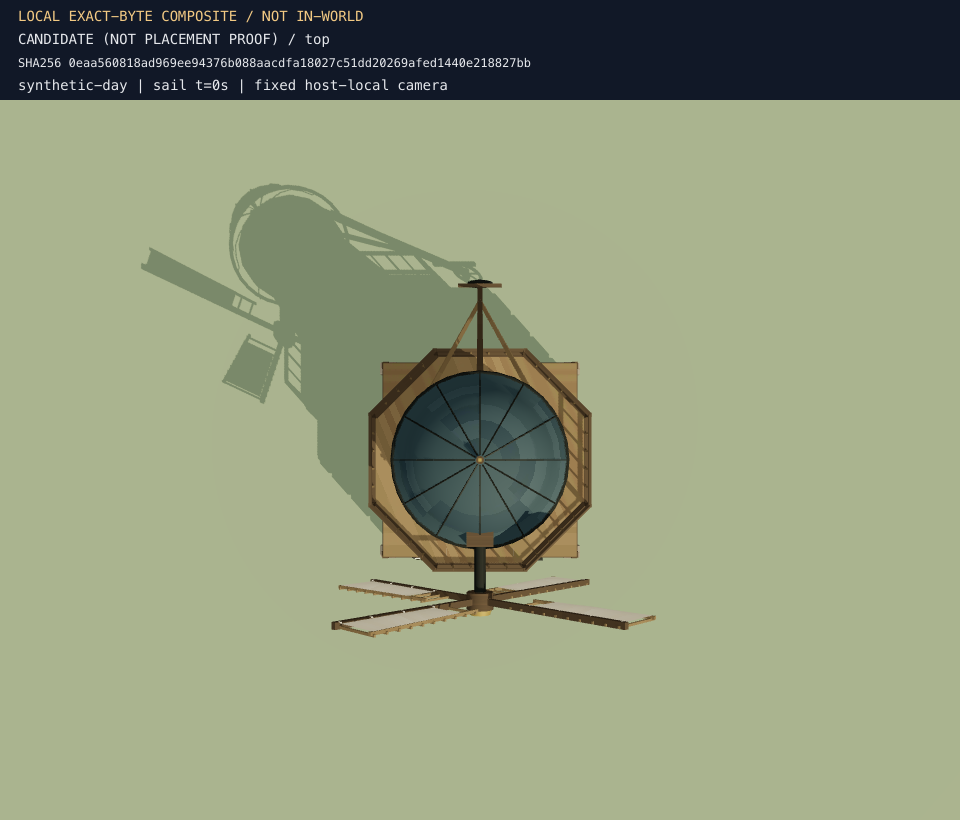 LOCAL EXACT-BYTE COMPOSITE / NOT IN-WORLD
CANDIDATE (NOT PLACEMENT PROOF) / top
SHA256 0eaa560818ad969ee94376b088aacdfa18027c51dd20269afed1440e218827bb
synthetic-day | sail t=0s | fixed host-local camera